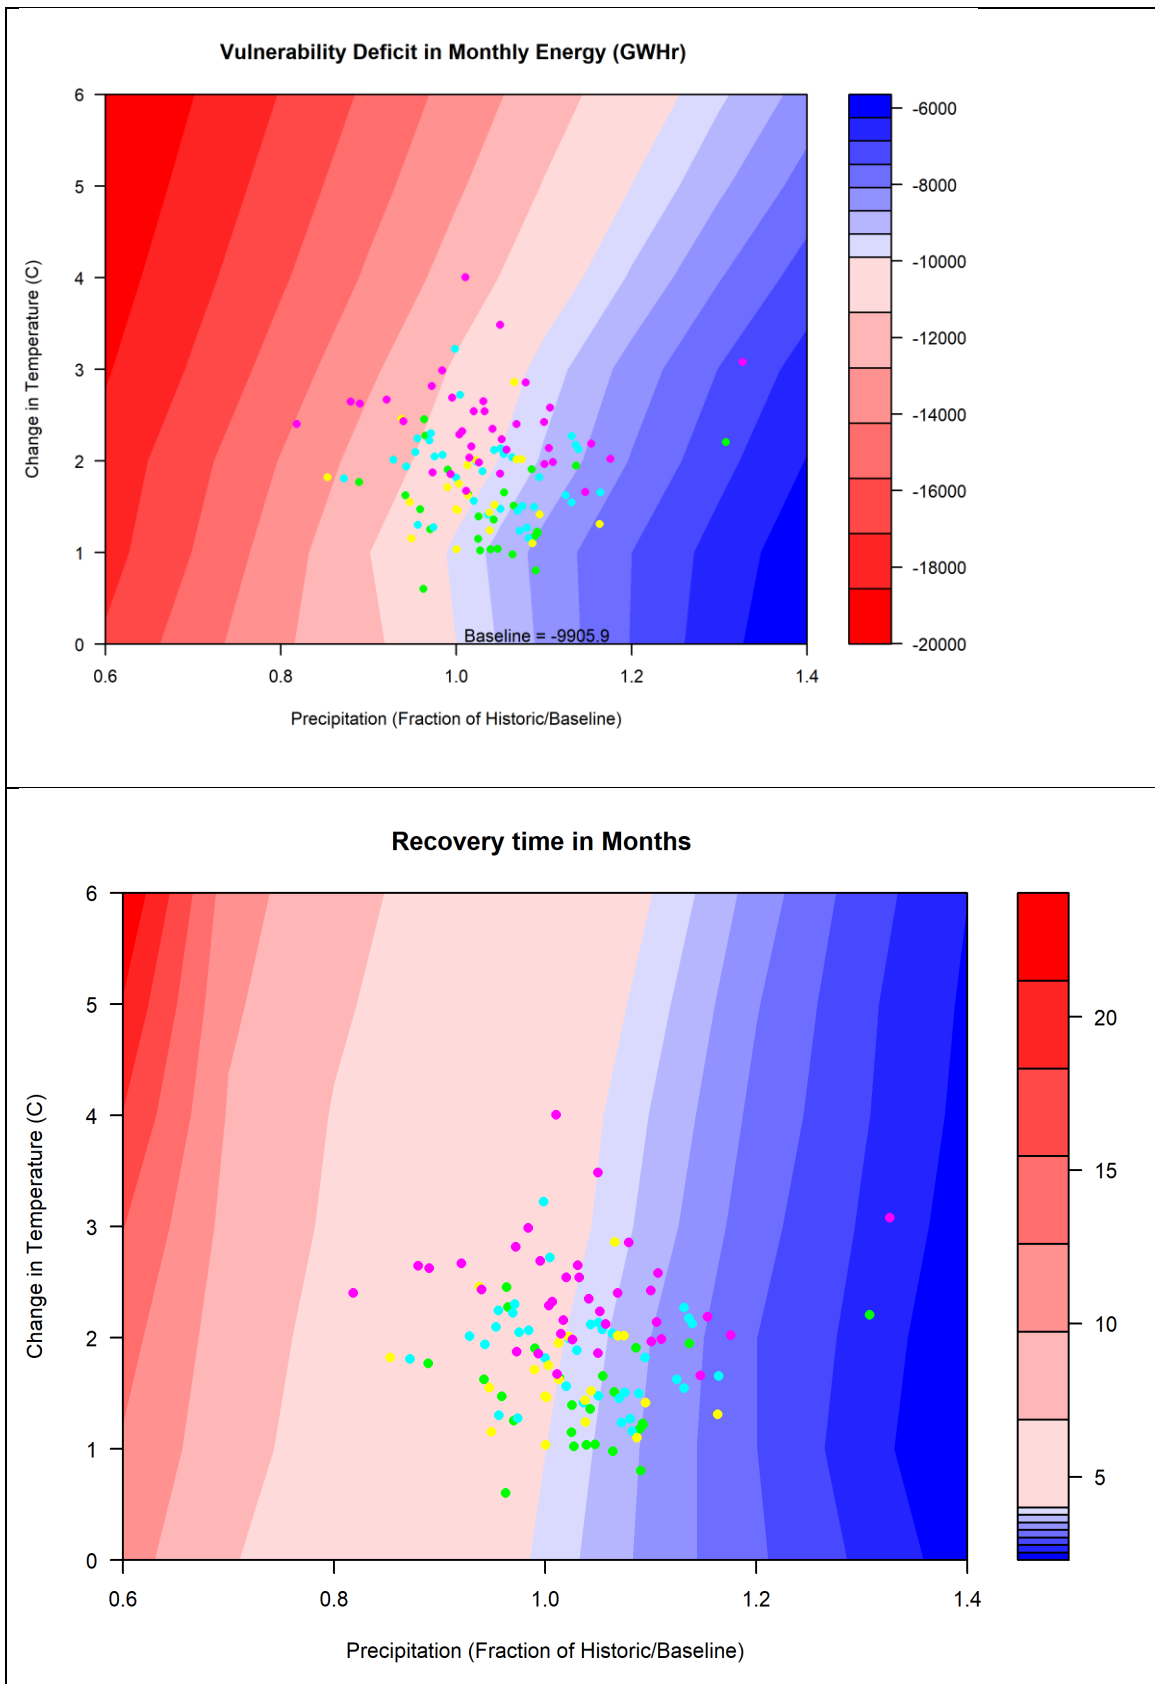 Vulnerability Deficit in Monthly Energy (GWHr)
6
5
4
3
2
1
0
Change in Temperature (C)
Baseline = -9905.9
0.6 0.8 1.0 1.2 1.4
Precipitation (Fraction of Historic/Baseline)
-6000
-8000
-10000
-12000
-14000
-16000
-18000
-20000
Recovery time in Months
6
5
4
3
2
1
0
Change in Temperature (C)
0.6 0.8 1.0 1.2 1.4
Precipitation (Fraction of Historic/Baseline)
20
15
10
5